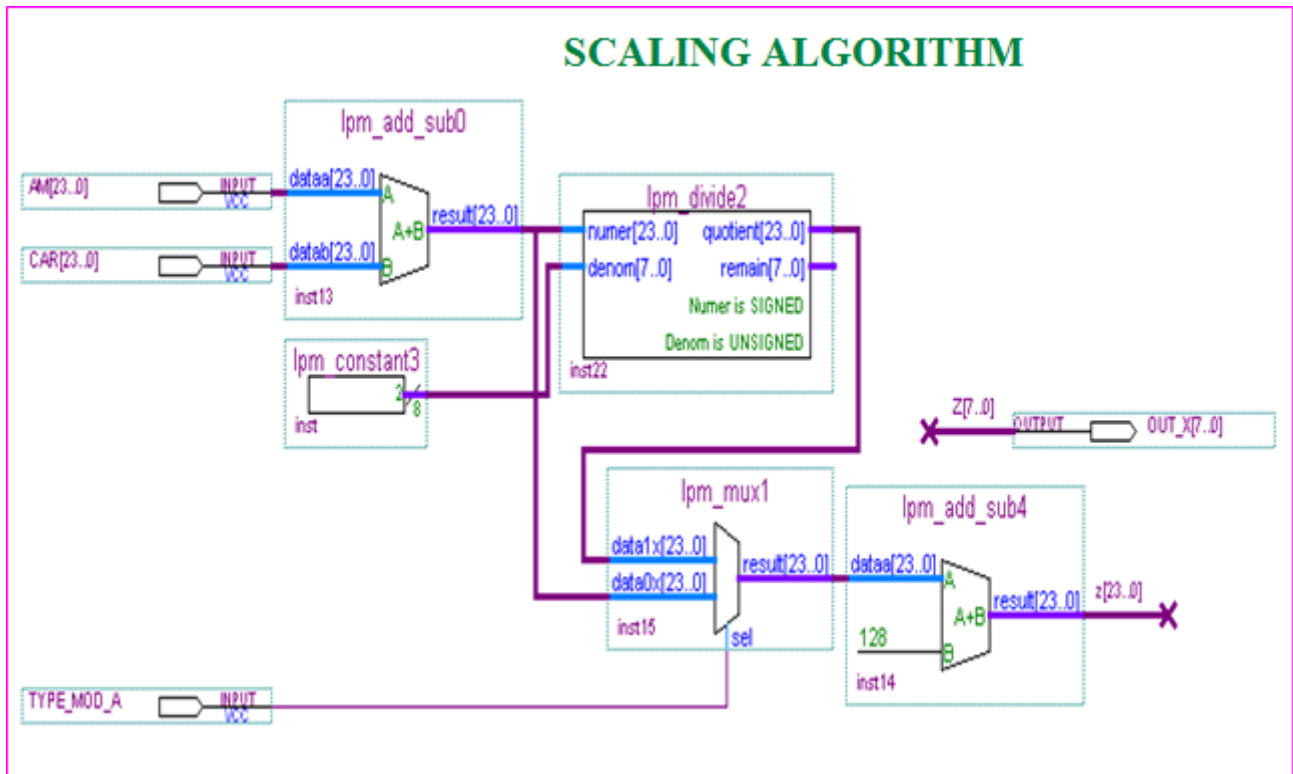 SCALING ALGORITHM
lpm_add_sub0
AM[23..0]
INPUT
VCC
dataa[23..0]
A
result[23..0]
A+B
CAR[23..0]
INPUT
VCC
datab[23..0]
B
inst13
lpm_divide2
numer[23..0]
quotient[23..0]
denom[7..0]
remain[7..0]
Numer is SIGNED
Denom is UNSIGNED
inst22
lpm_constant3
2
8
inst
Z[7..0]
OUTPUT
OUT_X[7..0]
lpm_mux1
data1x[23..0]
data0x[23..0]
result[23..0]
inst15
sel
lpm_add_sub4
dataa[23..0]
A
A+B
result[23..0]
z[23..0]
128
B
inst14
TYPE_MOD_A
INPUT
VCC